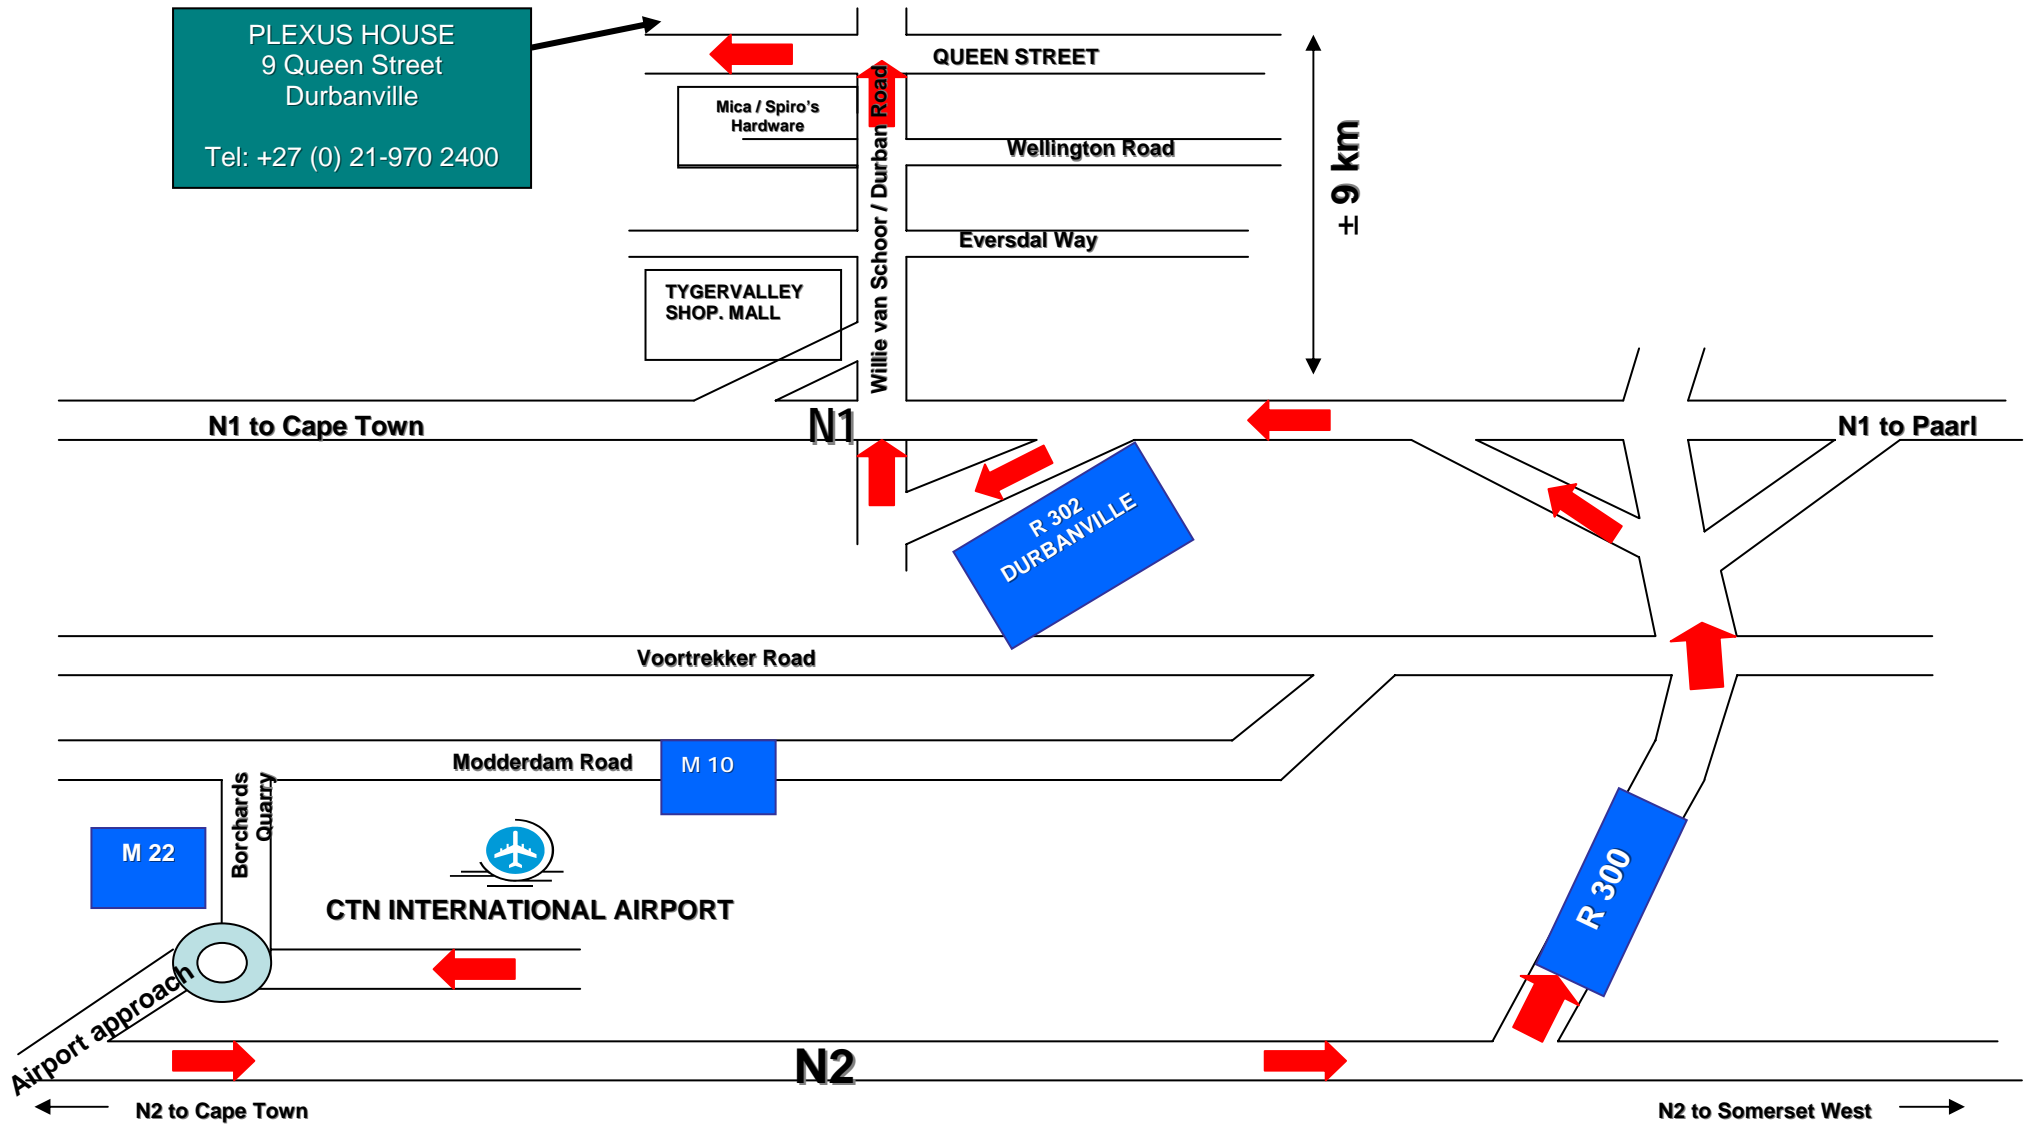 PLEXUS HOUSE
9 Queen Street
Durbanville
Tel: +27 (0) 21-970 2400
QUEEN STREET
Mica / Spiro's
Hardware
Wellington Road
± 9 km
Willie van Schoor / Durban Road
Eversdal Way
TYGERVALLEY
SHOP. MALL
N1 to Cape Town
N1
N1 to Paarl
R 302
DURBANVILLE
Voortrekker Road
Modderdam Road
M 10
Borchards
Quarry
M 22
CTN INTERNATIONAL AIRPORT
R 300
Airport approach
N2
N2 to Cape Town
N2 to Somerset West